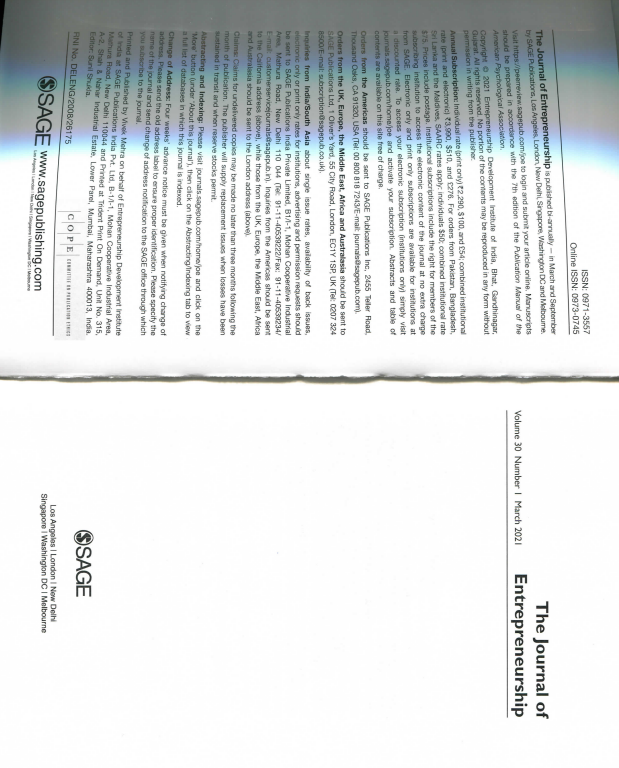 ISSN: 0971-3557
Online ISSN: 0973-0745
The Journal of Entrepreneurship is published bi-annually — in March and September
by SAGE Publications, Los Angeles, London, New Delhi, Singapore, Washington DC and Melbourne.
visit https://peerreview.sagepub.com/joe to login and submit your article online. Manuscripts
should be prepared in accordance with the 7th edition of the Publication Manual of the
American Psychological Association.
Copyright © 2021 Entrepreneurship Development Institute of India, Bhat, Gandhinagar,
Gujarat. All rights reserved. No portion of the contents may be reproduced in any form without
permission in writing from the publisher.
Annual Subscription: Individual rate (print only) ₹2,290, $100, and £54; combined institutional
rate (print and electronic) ₹3,990, $510, and £276. For orders from Pakistan, Bangladesh,
Sri Lanka and the Maldives, SAARC rates apply: individuals $50; combined institutional rate
Prices include postage. Institutional subscriptions include the right for members of the
subscribing institution to access the electronic content of the journal at no extra charge
from SAGE. Electronic only and print only subscriptions are available for institutions at
a discounted rate. To access your electronic subscription (institutions only) simply visit
journals.sagepub.com/home/joe and activate your subscription. Abstracts and table of
contents are available on this site free of charge.
Orders from the Americas should be sent to SAGE Publications Inc, 2455 Teller Road,
Thousand Oaks, CA 91320, USA (Tel: 00 800 818 7243/E-mail: journals@sagepub.com).
Orders from the UK, Europe, the Middle East, Africa and Australasia should be sent to
SAGE Publications Ltd, 1 Oliver's Yard, 55 City Road, London, EC1Y 1SP, UK (Tel: 0207 324
8500/E-mail: subscription@sagepub.co.uk).
Inquiries from India/South Asia about single issue rates, availability of back issues,
electronic only or print only rates for institutions, advertising and permission requests should
be sent to SAGE Publications India Private Limited, B1/I-1, Mohan Cooperative Industrial
Area, Mathura Road, New Delhi 110 044 (Tel: 91-11-40539222/Fax: 91-11-40539234/
E-mail: customerservicejournals@sagepub.in). Inquiries from the Americas should be sent
to the California address (above), while those from the UK, Europe, the Middle East, Africa
and Australasia should be sent to the London address (above).
Claims: Claims for undelivered copies may be made no later than three months following the
month of publication. The publisher will supply replacement issues when losses have been
sustained in transit and when reserve stocks permit.
Abstracting and Indexing: Please visit journals.sagepub.com/home/joe and click on the
'More' button (under 'About this journal'), then click on the Abstracting/Indexing tab to view
a full list of databases in which this journal is indexed.
Change of Address: Four weeks' advance notice must be given when notifying change of
address. Please send the old address label to ensure proper identification. Please specify the
name of the journal and send change of address notification to the SAGE office through which
you subscribe to the journal.
Printed and Published by Vivek Mehra on behalf of Entrepreneurship Development Institute
of India at SAGE Publications India Pvt. Ltd, B-1/I-1, Mohan Cooperative Industrial Area,
Mathura Road, New Delhi 110044 and Printed at Trident Print On Demand, Unit No. 315,
A-2, Shah & Nahar Industrial Estate, Lower Parel, Mumbai, Maharashtra 400013, India.
Editor: Sunil Shukla
RNI No. DELENG/2008/26175
C O P E COMMITTEE ON PUBLICATION ETHICS
SAGE www.sagepublishing.com
Volume 30 Number 1 March 2021
The Journal of
Entrepreneurship
SAGE
Los Angeles | London | New Delhi
Singapore | Washington DC | Melbourne